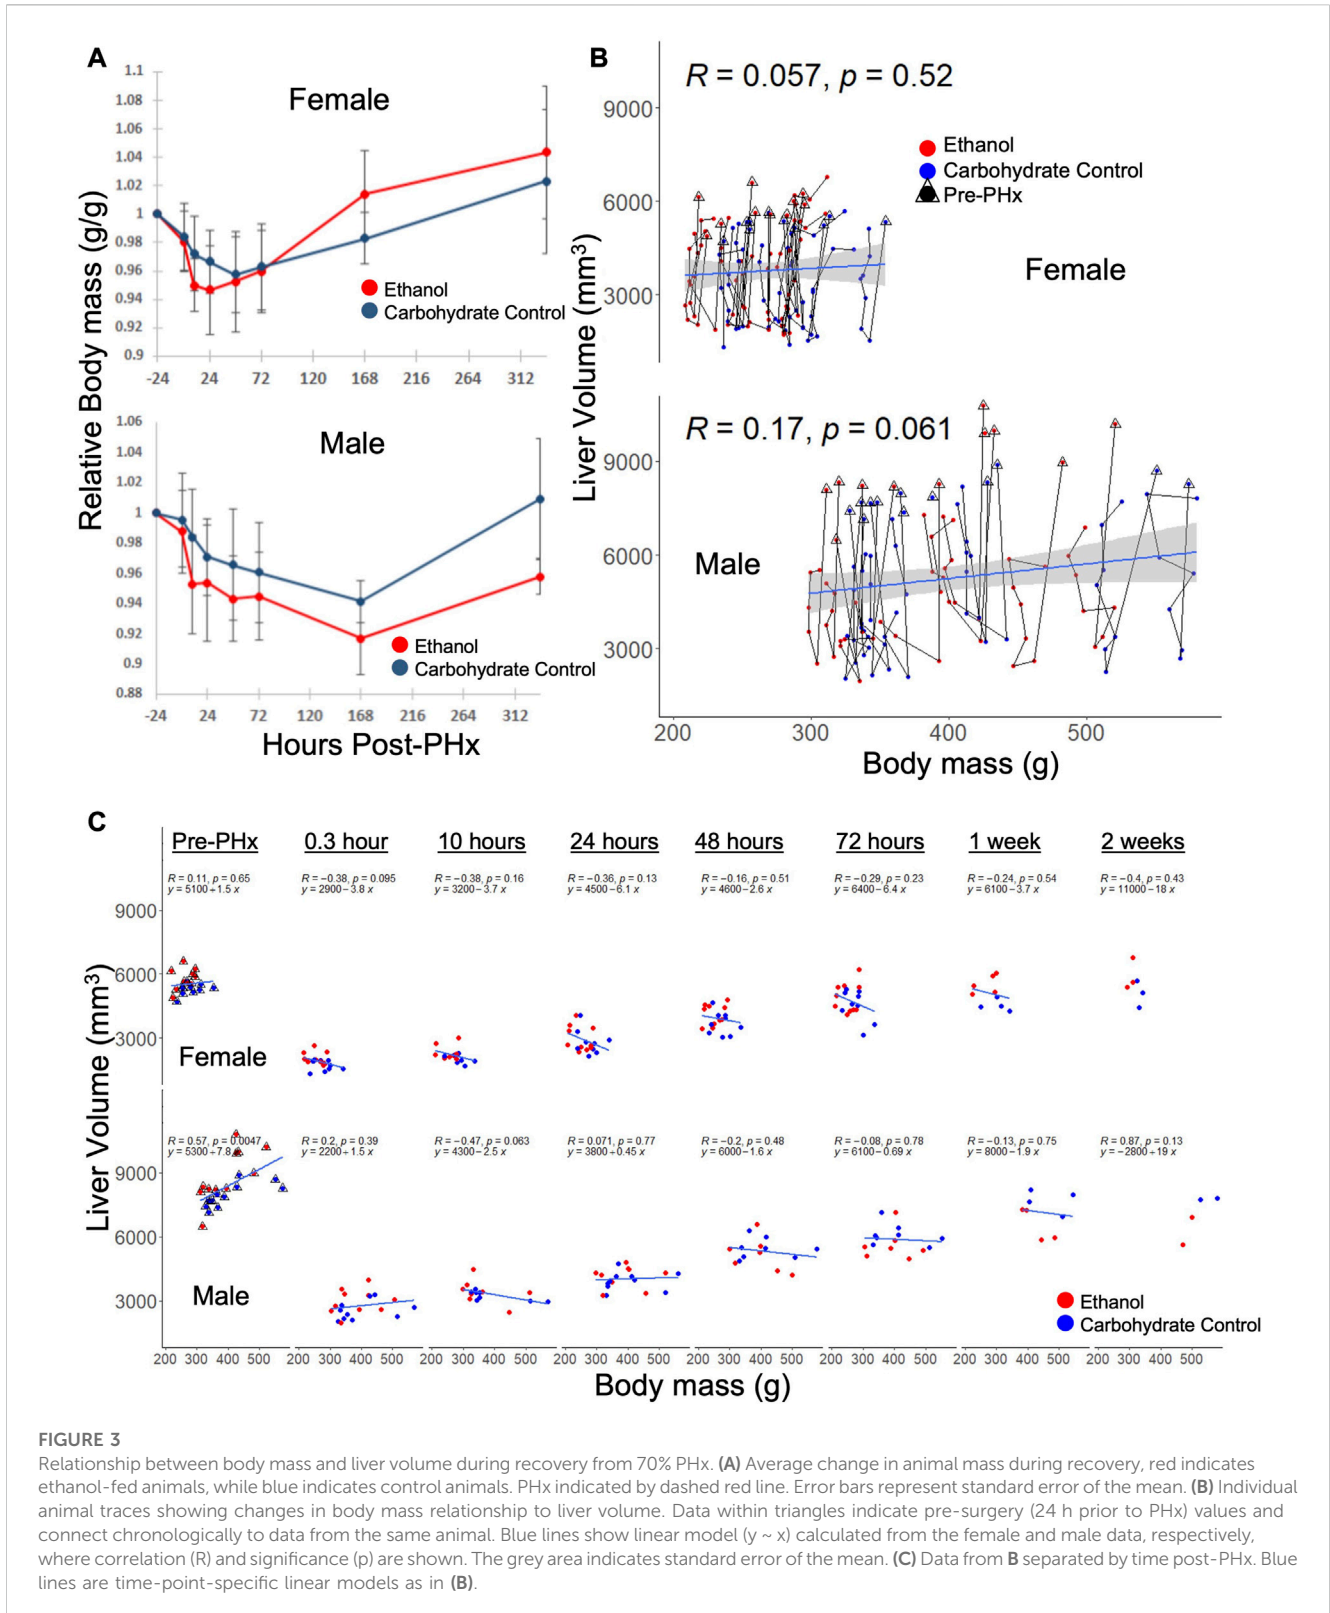 A
Female
1.1
1.08
1.06
1.04
1.02
1
0.98
0.96
0.94
0.92
0.9
Ethanol
Carbohydrate Control
-24 24 72 120 168 216 264 312
Male
1.06
1.04
1.02
1
0.98
0.96
0.94
0.92
0.9
0.88
Ethanol
Carbohydrate Control
-24 24 72 120 168 216 264 312
Relative Body mass (g/g)
Hours Post-PHx
B
R = 0.057, p = 0.52
Ethanol
Carbohydrate Control
Pre-PHx
9000
6000
3000
Female
R = 0.17, p = 0.061
9000
6000
3000
Male
Liver Volume (mm³)
200 300 400 500
Body mass (g)
C
Pre-PHx 0.3 hour 10 hours 24 hours 48 hours 72 hours 1 week 2 weeks
R = 0.11, p = 0.65 R = −0.38, p = 0.095 R = −0.38, p = 0.16 R = −0.36, p = 0.13 R = −0.16, p = 0.51 R = −0.29, p = 0.23 R = −0.24, p = 0.54 R = −0.4, p = 0.43
y = 5100 + 1.5 x y = 2900 − 3.8 x y = 3200 − 3.7 x y = 4500 − 6.1 x y = 4600 − 2.6 x y = 6400 − 6.4 x y = 6100 − 3.7 x y = 11000 − 18 x
9000
6000
3000
Female
R = 0.57, p = 0.0047 R = 0.2, p = 0.39 R = −0.47, p = 0.063 R = 0.071, p = 0.77 R = −0.2, p = 0.48 R = −0.08, p = 0.78 R = −0.13, p = 0.75 R = 0.87, p = 0.13
y = 5300 + 7.8 y = 2200 + 1.5 x y = 4300 − 2.5 x y = 3800 + 0.45 x y = 6000 − 1.6 x y = 6100 − 0.69 x y = 8000 − 1.9 x y = −2800 + 19 x
9000
6000
3000
Male
Ethanol
Carbohydrate Control
Liver Volume (mm³)
200 300 400 500 200 300 400 500 200 300 400 500 200 300 400 500 200 300 400 500 200 300 400 500 200 300 400 500 200 300 400 500
Body mass (g)
FIGURE 3
Relationship between body mass and liver volume during recovery from 70% PHx. (A) Average change in animal mass during recovery, red indicates
ethanol-fed animals, while blue indicates control animals. PHx indicated by dashed red line. Error bars represent standard error of the mean. (B) Individual
animal traces showing changes in body mass relationship to liver volume. Data within triangles indicate pre-surgery (24 h prior to PHx) values and
connect chronologically to data from the same animal. Blue lines show linear model (y ~ x) calculated from the female and male data, respectively,
where correlation (R) and significance (p) are shown. The grey area indicates standard error of the mean. (C) Data from B separated by time post-PHx. Blue
lines are time-point-specific linear models as in (B).